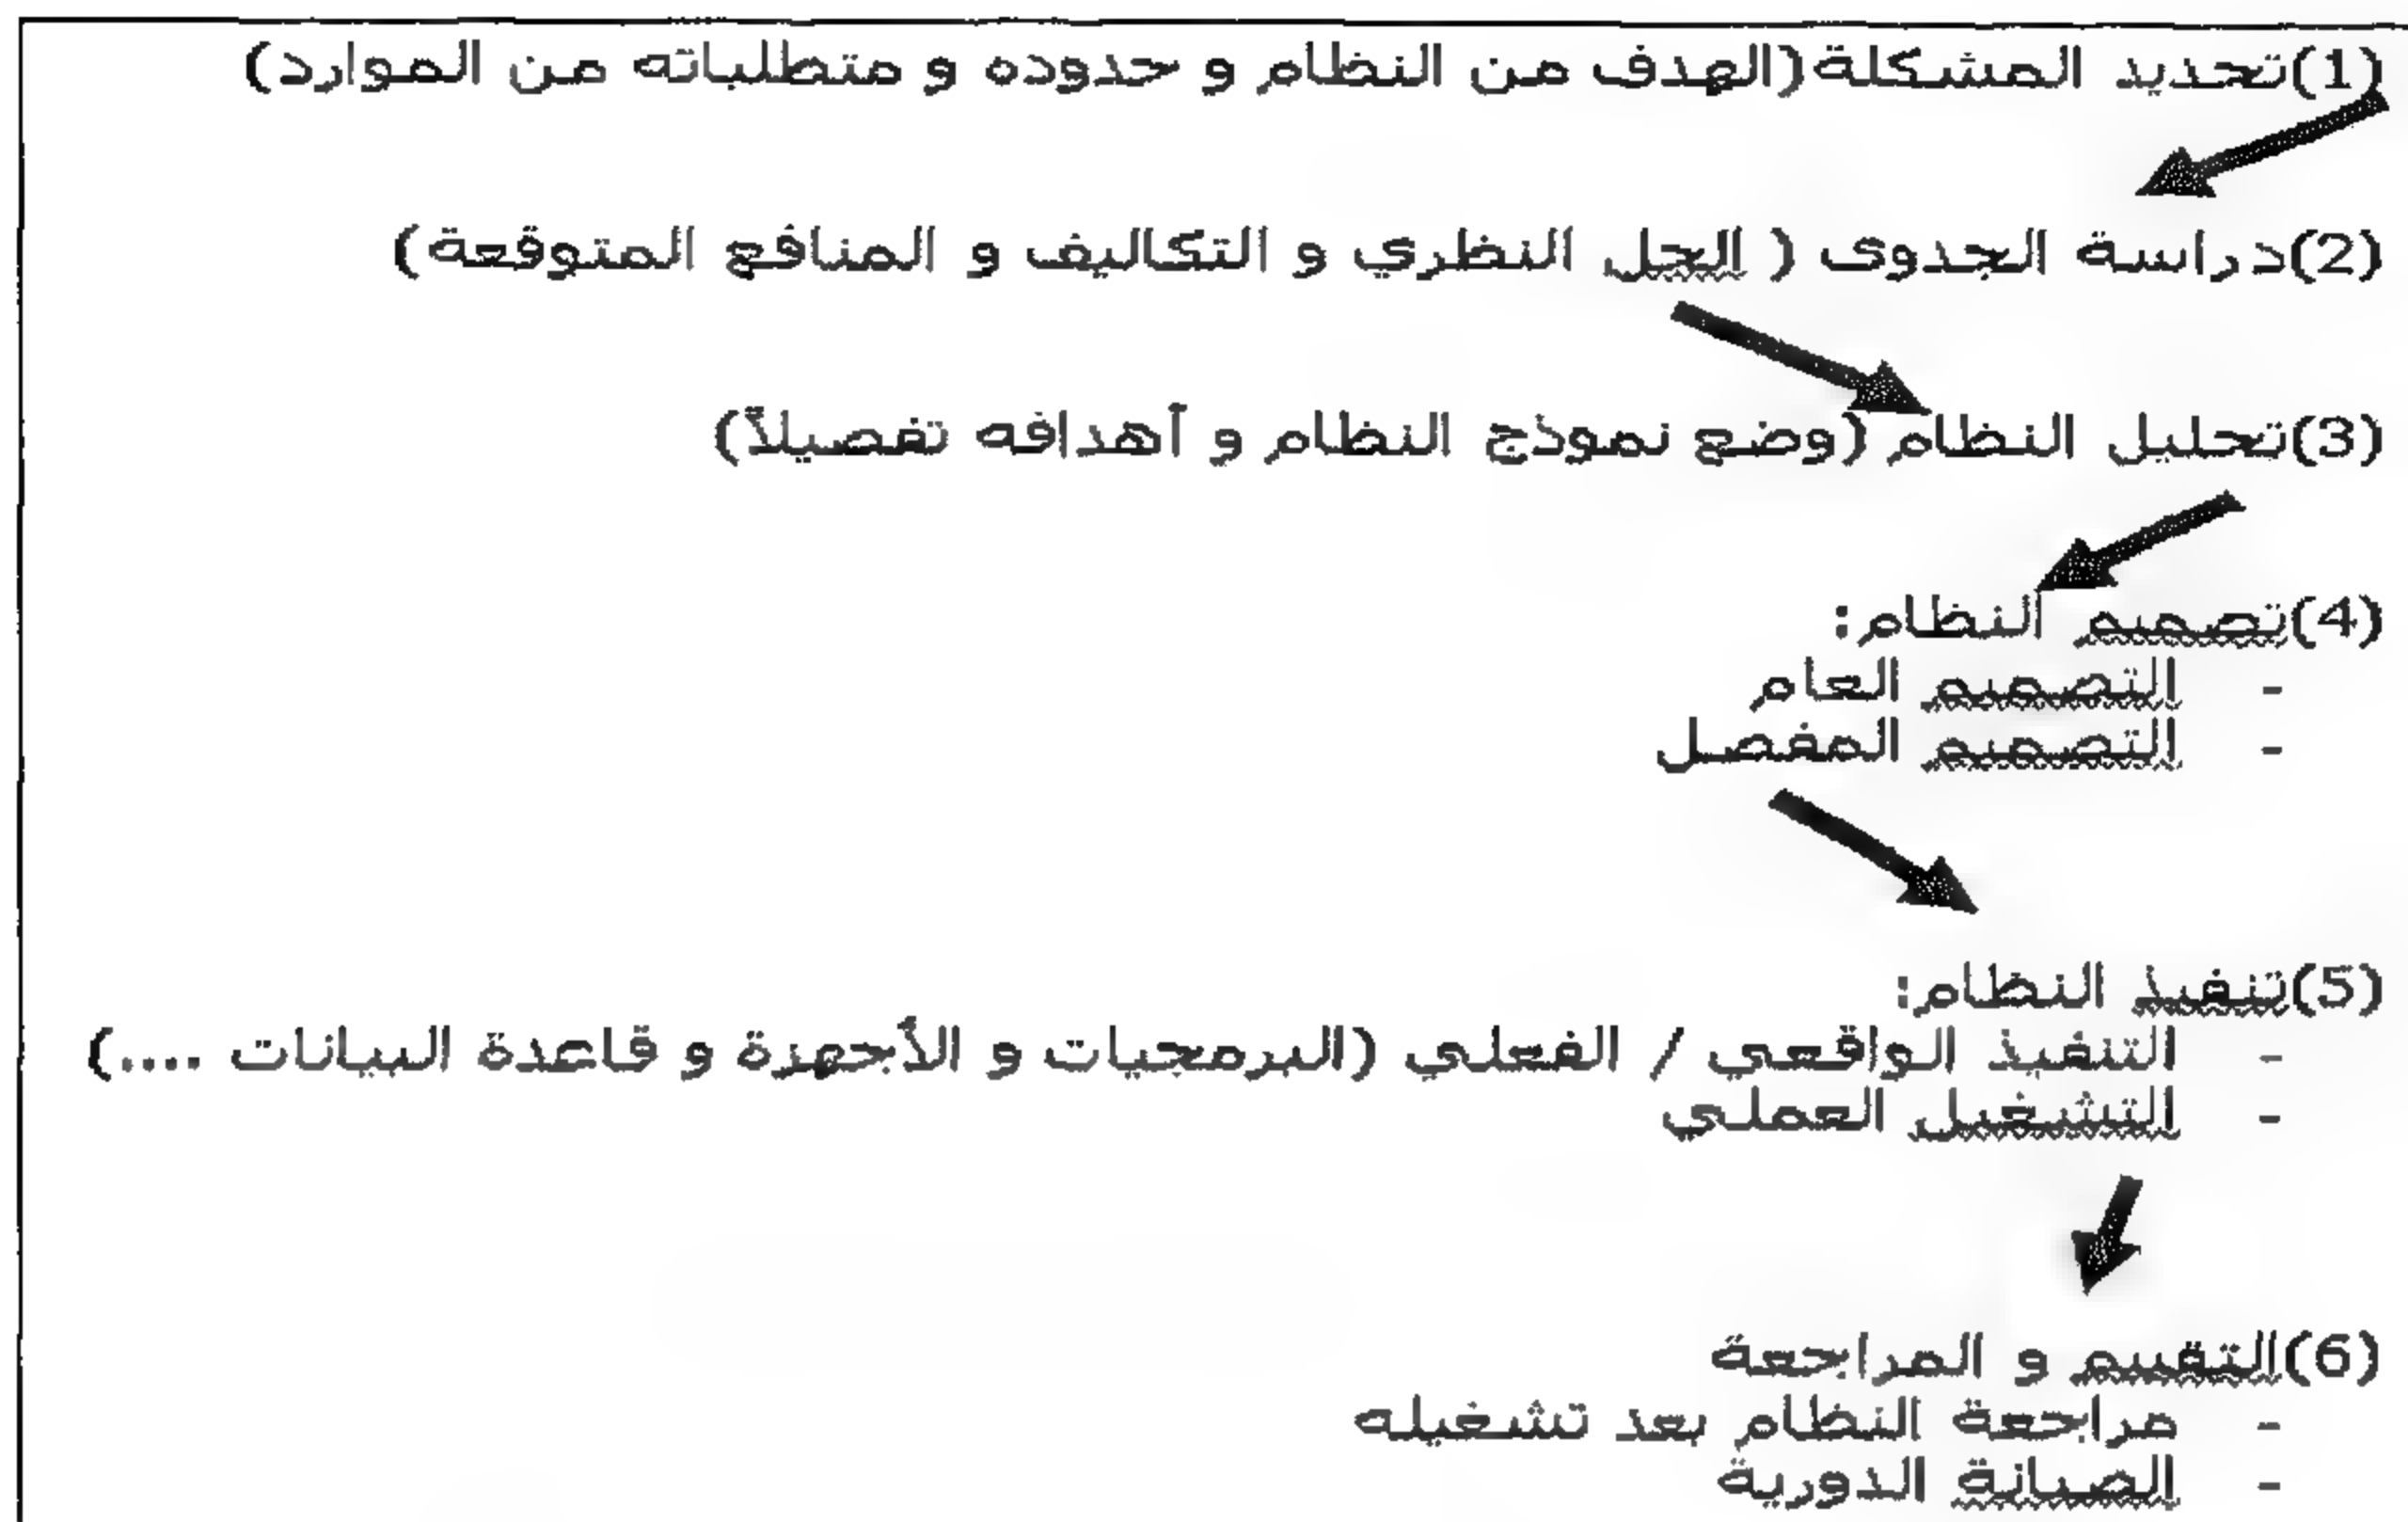 (1)تحديد المشكلة(الهدف من النظام و حدوده و متطلباته من الموارد)
(2)دراسة الجدوى ( الحل النظري و التكاليف و المنافع المتوقعة)
(3)تحليل النظام (وضع نموذج النظام و أهدافه تفصيلاً)
(4)تصميم النظام:
- التصميم العام
- التصميم المفصل
(5)تنفيذ النظام:
- التنفيذ الواقعي / الفعلي (البرمجيات و الأجهزة و قاعدة البيانات ....)
- التشغيل العملي
(6)التقييم و المراجعة
- مراجعة النظام بعد تشغيله
- الصيانة الدورية